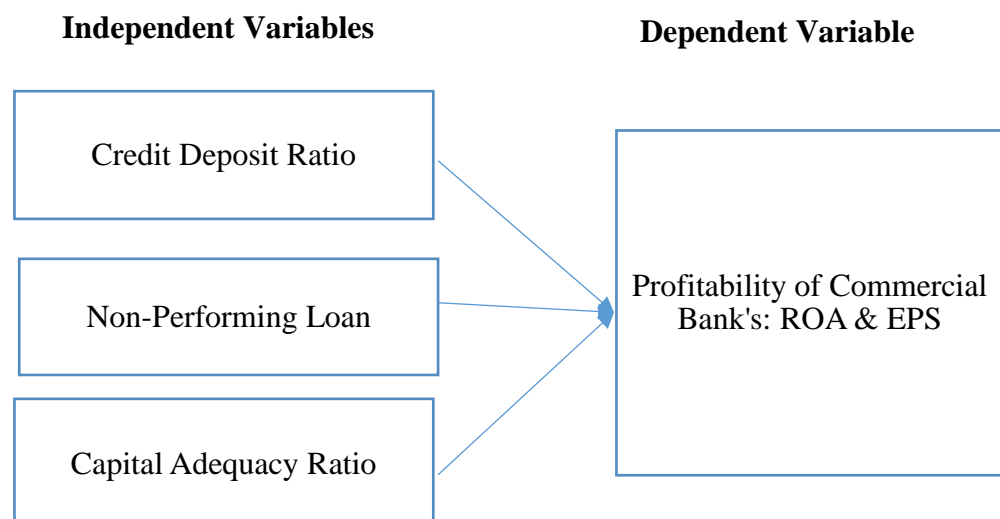 Independent Variables
Dependent Variable
Credit Deposit Ratio
Non-Performing Loan
Capital Adequacy Ratio
Profitability of Commercial
Bank's: ROA & EPS